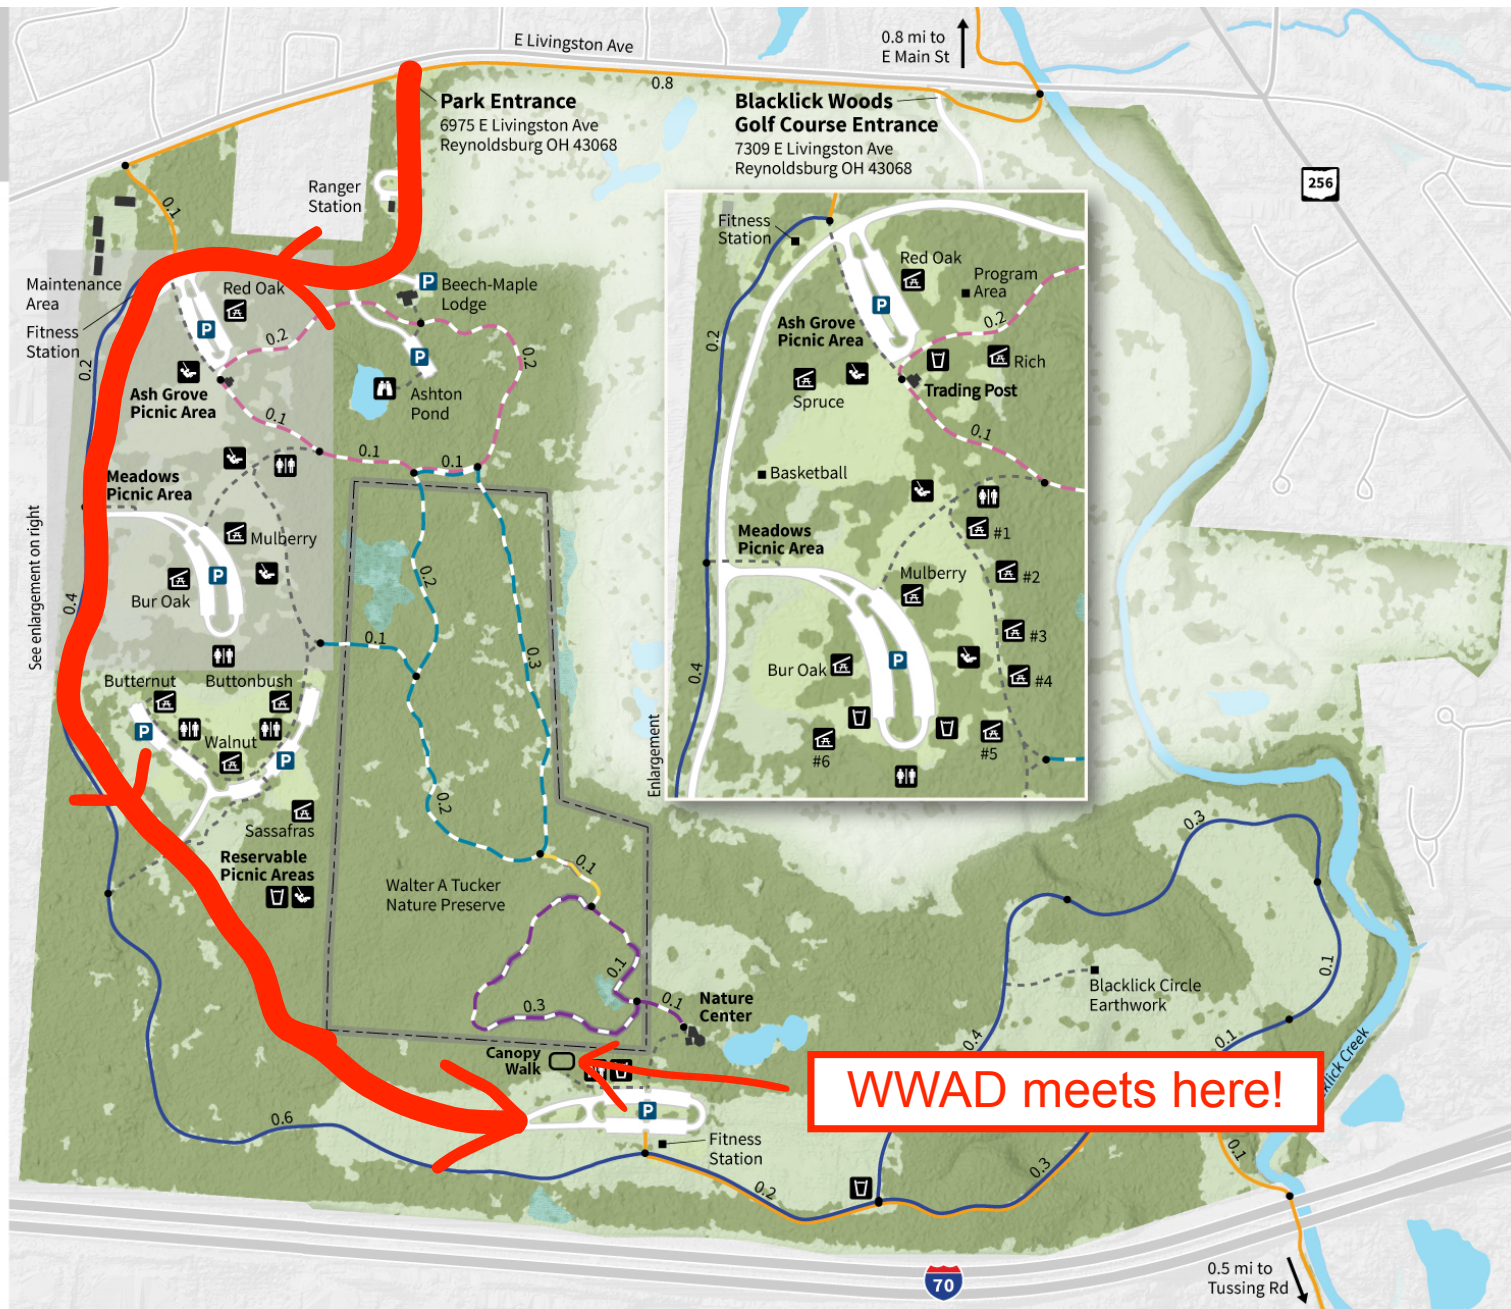 E Livingston Ave
0.8 mi to
E Main St
0.8
Park Entrance
6975 E Livingston Ave
Reynoldsburg OH 43068
Blacklick Woods
Golf Course Entrance
7309 E Livingston Ave
Reynoldsburg OH 43068
256
Ranger
Station
0.1
Maintenance
Area
Fitness
Station
0.2
Red Oak
P
0.2
P
Beech-Maple
Lodge
P
0.2
Ashton
Pond
Ash Grove
Picnic Area
0.1
0.1
0.1
Meadows
Picnic Area
Mulberry
P
Bur Oak
See enlargement on right
0.4
0.1
0.2
0.3
Butternut
Buttonbush
P
Walnut
P
Sassafras
Reservable
Picnic Areas
0.2
0.1
Walter A Tucker
Nature Preserve
0.1
0.3
0.1
Nature
Center
Canopy
Walk
P
Fitness
Station
0.6
0.2
0.3
0.4
0.3
0.1
0.1
0.1
Blacklick Circle
Earthwork
klick Creek
WWAD meets here!
70
0.5 mi to
Tussing Rd
Enlargement
Fitness
Station
Red Oak
Program
Area
P
0.2
0.2
Ash Grove
Picnic Area
Rich
Spruce
Trading Post
0.1
Basketball
Meadows
Picnic Area
#1
Mulberry
#2
#3
Bur Oak
P
#4
0.4
#5
#6